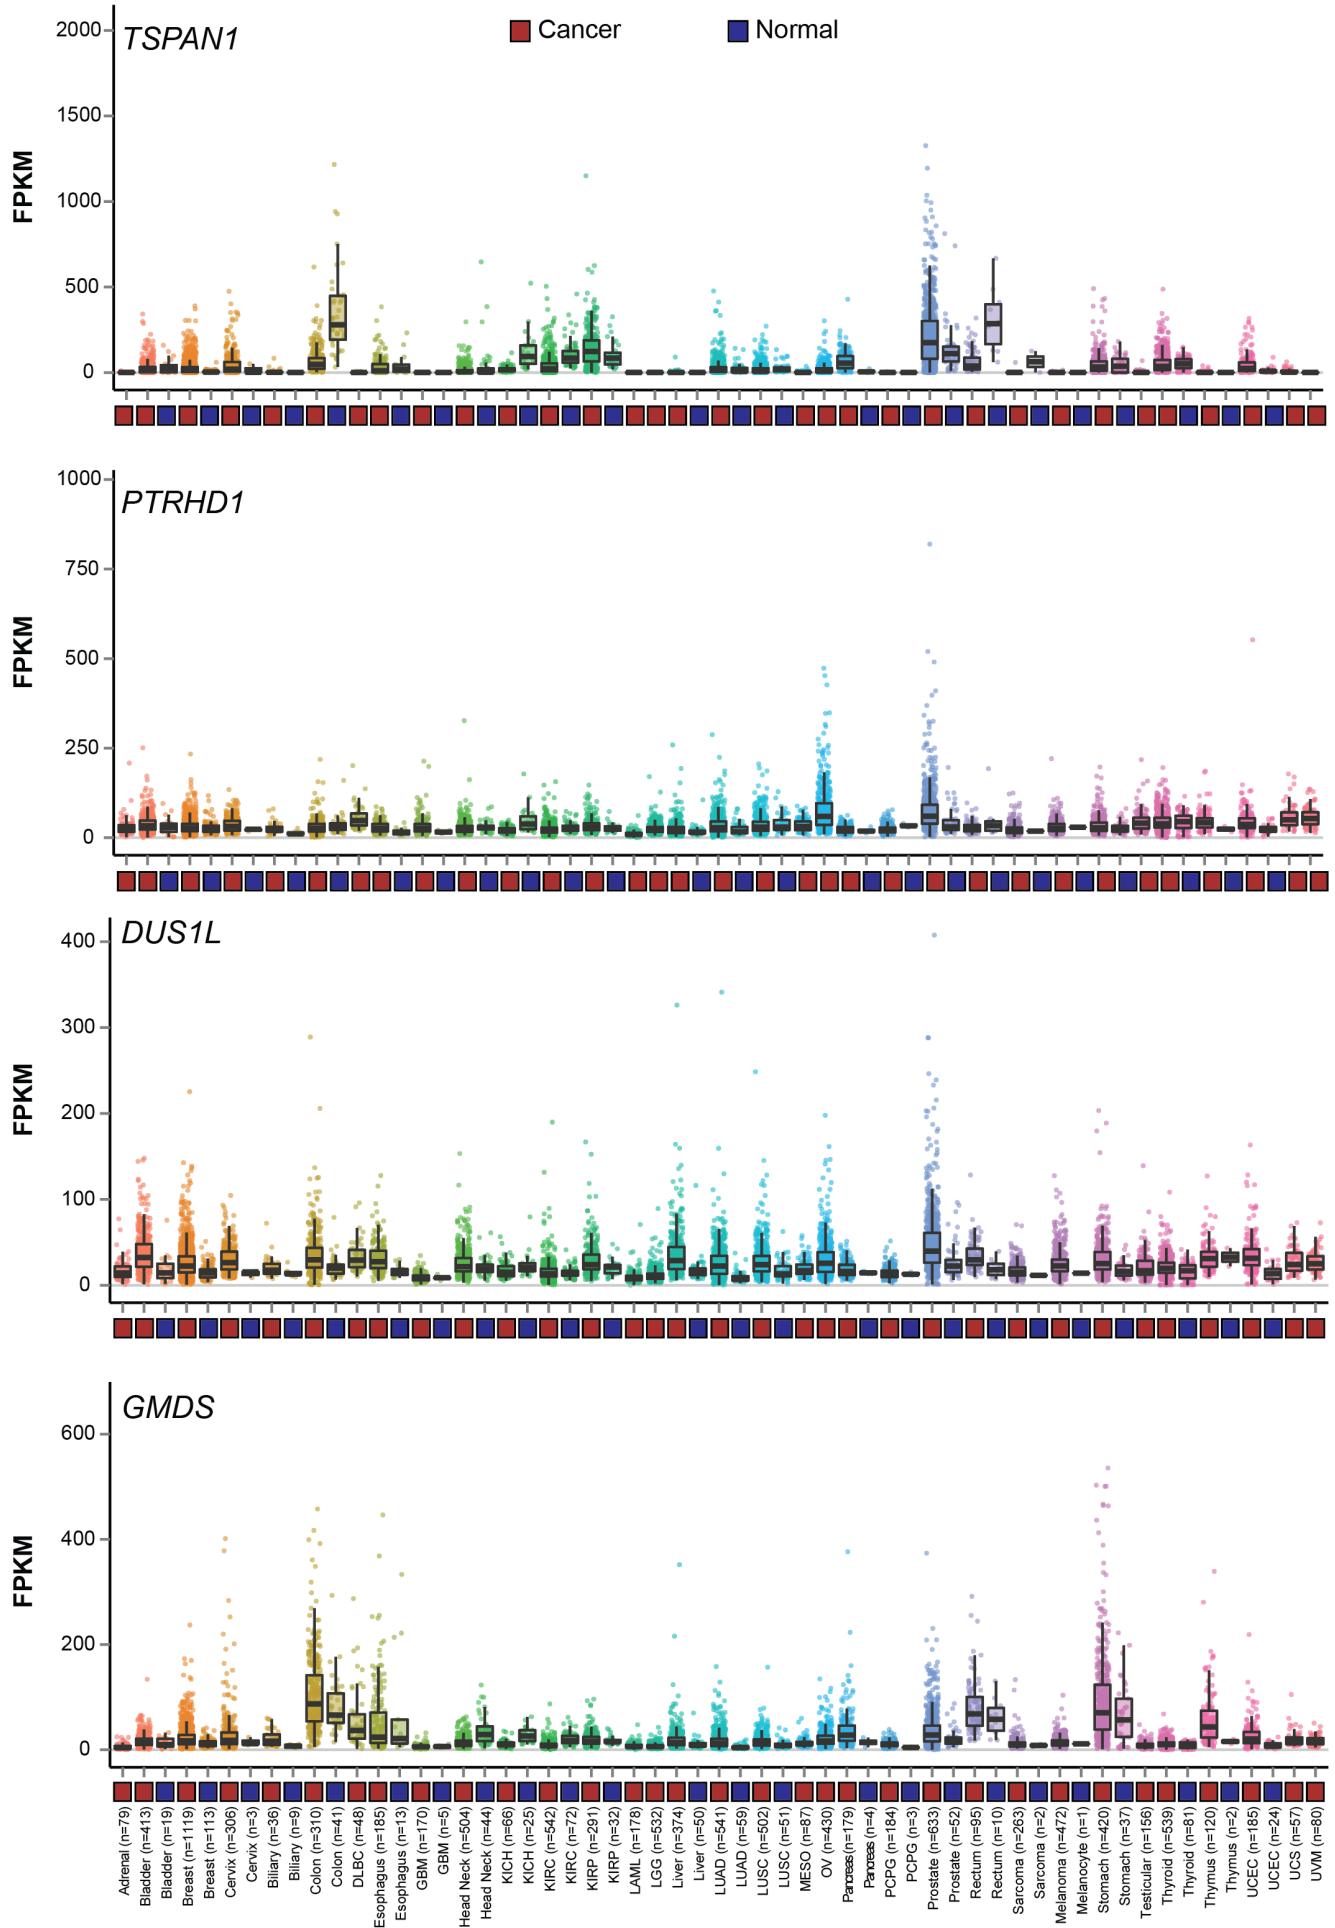 TSPAN1
Cancer
Normal
2000
1500
1000
500
0
FPKM
PTRHD1
1000
750
500
250
0
FPKM
DUS1L
400
300
200
100
0
FPKM
GMDS
600
400
200
0
FPKM
Adrenal (n=79)
Bladder (n=413)
Bladder (n=19)
Breast (n=1119)
Breast (n=113)
Cervix (n=306)
Cervix (n=3)
Biliary (n=36)
Biliary (n=9)
Colon (n=310)
Colon (n=41)
DLBC (n=48)
Esophagus (n=185)
Esophagus (n=13)
GBM (n=170)
GBM (n=5)
Head Neck (n=504)
Head Neck (n=44)
KICH (n=66)
KICH (n=25)
KIRC (n=542)
KIRC (n=72)
KIRP (n=291)
KIRP (n=32)
LAML (n=178)
LGG (n=532)
Liver (n=374)
Liver (n=50)
LUAD (n=541)
LUAD (n=59)
LUSC (n=502)
LUSC (n=51)
MESO (n=87)
OV (n=430)
Pancreas (n=179)
Pancreas (n=4)
PCPG (n=184)
PCPG (n=3)
Prostate (n=633)
Prostate (n=52)
Rectum (n=95)
Rectum (n=10)
Sarcoma (n=263)
Sarcoma (n=2)
Melanoma (n=472)
Melanocyte (n=1)
Stomach (n=420)
Stomach (n=37)
Testicular (n=156)
Thyroid (n=539)
Thyroid (n=81)
Thymus (n=120)
Thymus (n=2)
UCEC (n=185)
UCEC (n=24)
UCS (n=57)
UVM (n=80)